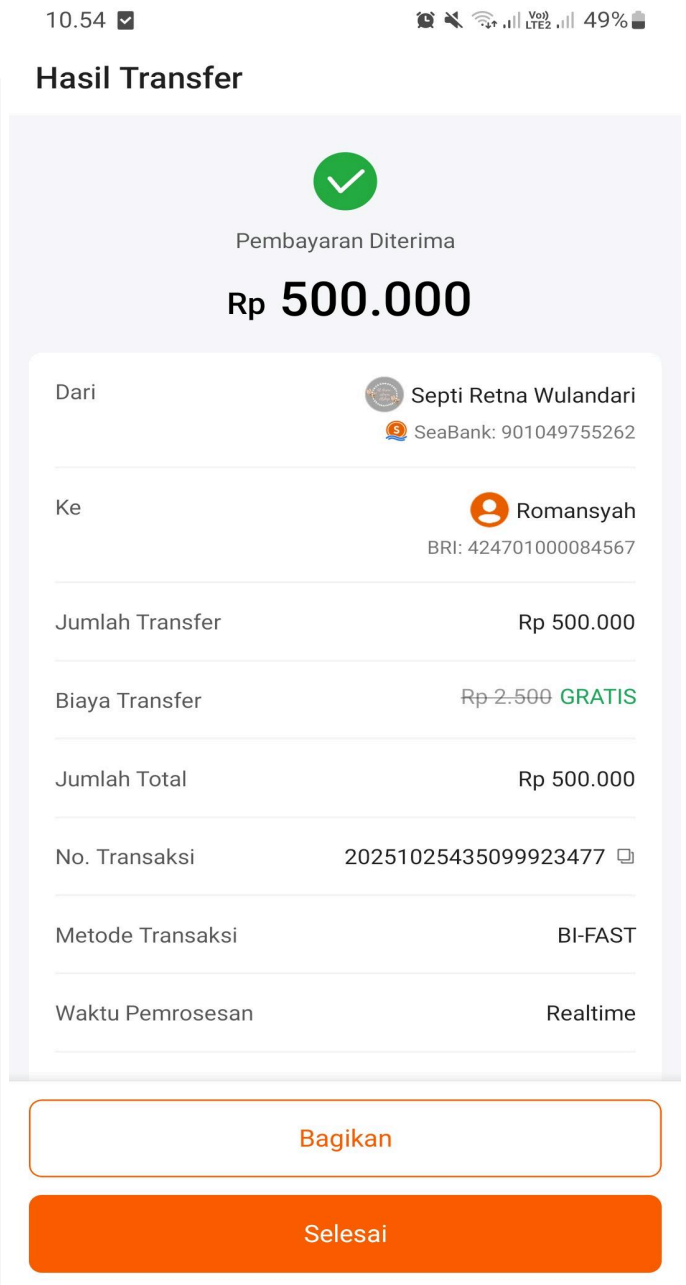 10.54
Vo))
LTE2
49%
Hasil Transfer
Pembayaran Diterima
Rp 500.000
Dari
Septi Retna Wulandari
S SeaBank: 901049755262
Ke
Romansyah
BRI: 424701000084567
Jumlah Transfer
Rp 500.000
Biaya Transfer
Rp 2.500 GRATIS
Jumlah Total
Rp 500.000
No. Transaksi
20251025435099923477
Metode Transaksi
BI-FAST
Waktu Pemrosesan
Realtime
Bagikan
Selesai